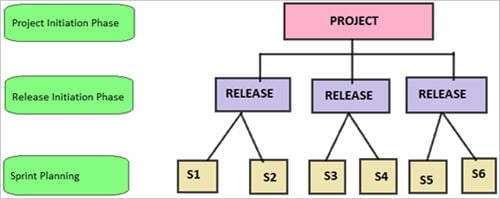 Project Initiation Phase
PROJECT
Release Initiation Phase
RELEASE
RELEASE
RELEASE
Sprint Planning
S1
S2
S3
S4
S5
S6